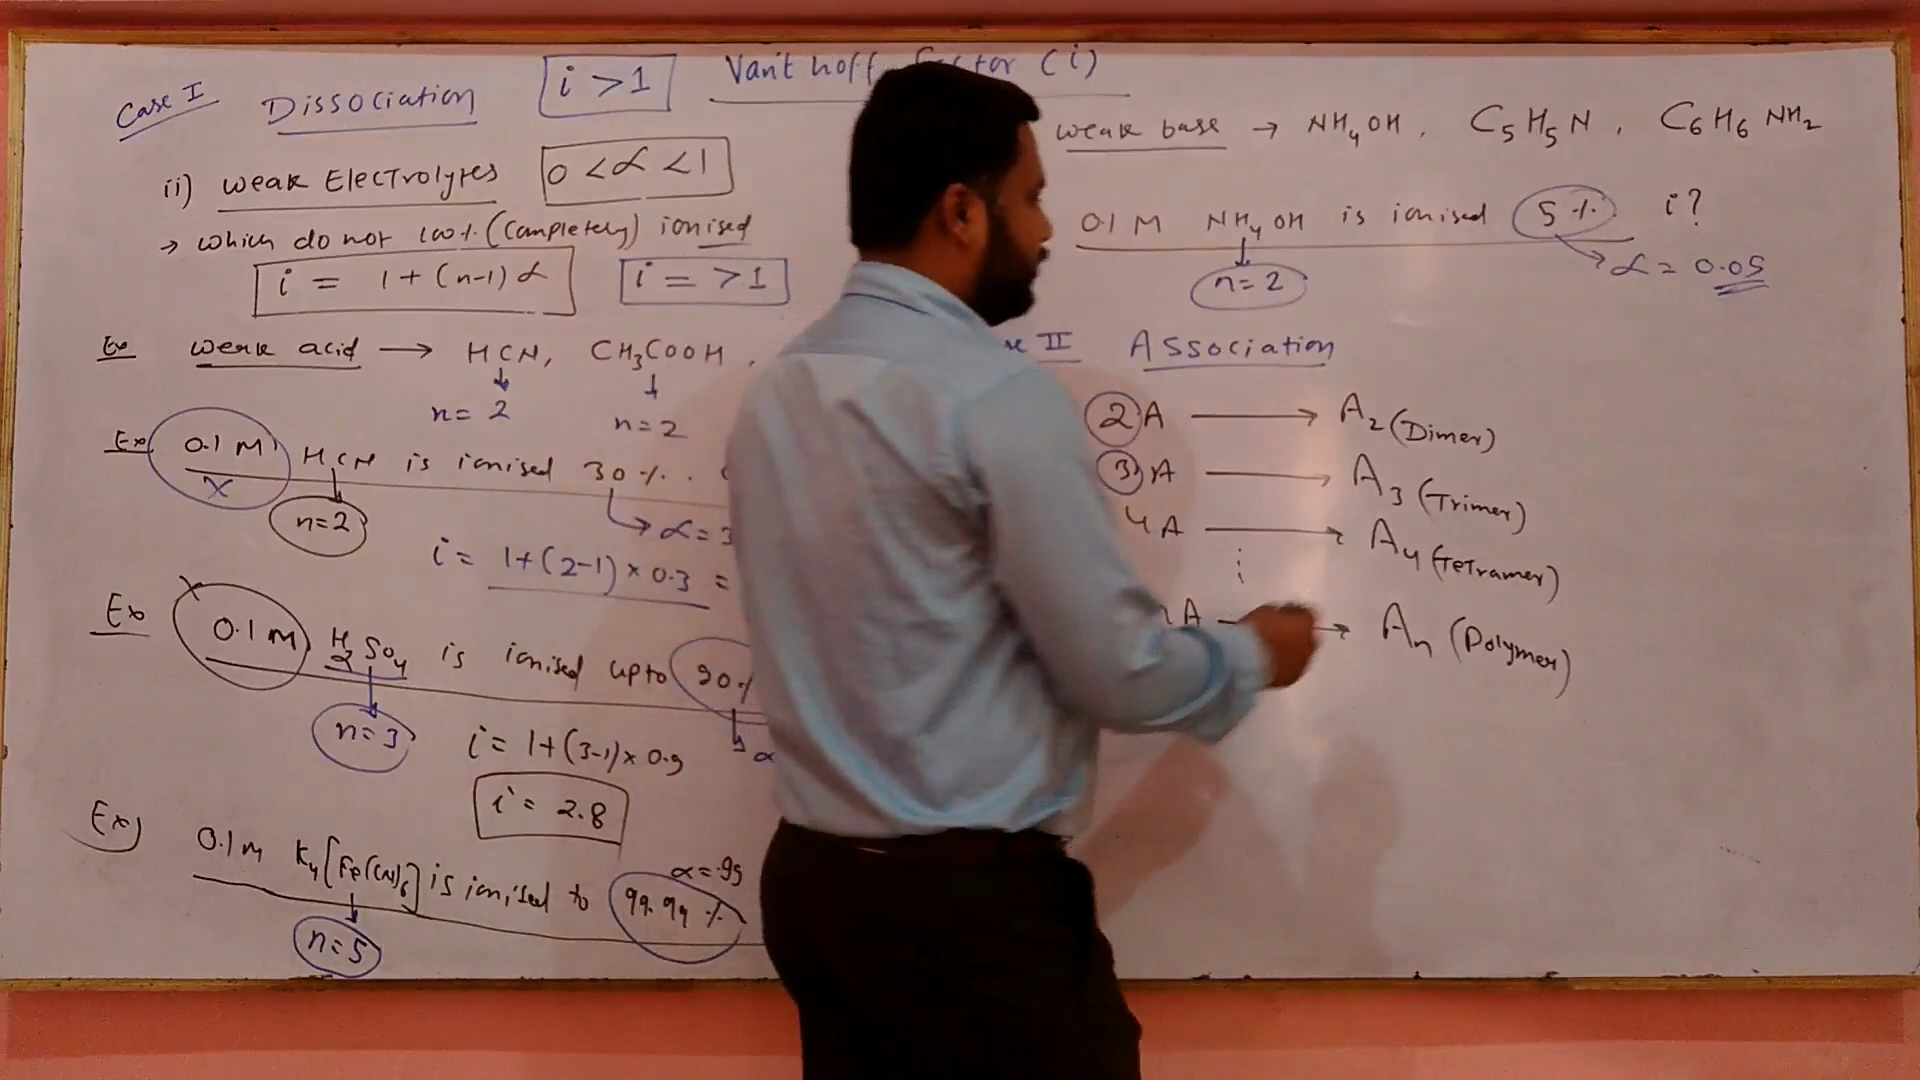 Case I Dissociation i > 1 Van't hoff factor (i)
ii) weak Electrolytes 0 < α < 1
→ which do not 100% (completely) ionised
i = 1 + (n-1) α i = > 1
Ex weak acid → HCN, CH3COOH,
n = 2 n = 2
Ex 0.1 M HCN is ionised 30 %.
x n=2 α = 3
i = 1+(2-1) × 0.3 =
Ex 0.1 M H2SO4 is ionised upto 90%
n=3 α
i = 1+(3-1) × 0.9
i = 2.8
Ex) 0.1 M K4[Fe(CN)6] is ionised to 99.99 %
α = .99
n=5
weak base → NH4OH, C5H5N, C6H6NH2
0.1 M NH4OH is ionised 5 % i?
n=2 α = 0.05
II Association
2 A → A2 (Dimer)
3 A → A3 (Trimer)
4 A → A4 (Tetramer)
A → An (Polymer)